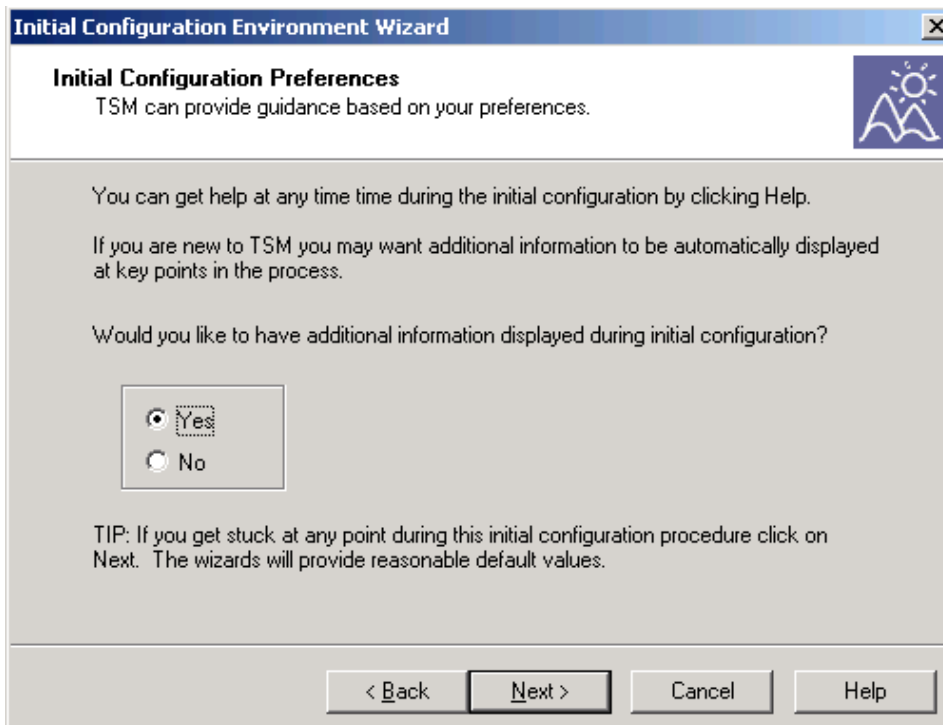 Initial Configuration Environment Wizard
Initial Configuration Preferences
TSM can provide guidance based on your preferences.
You can get help at any time time during the initial configuration by clicking Help.
If you are new to TSM you may want additional information to be automatically displayed
at key points in the process.
Would you like to have additional information displayed during initial configuration?
Yes
No
TIP: If you get stuck at any point during this initial configuration procedure click on
Next. The wizards will provide reasonable default values.
< Back Next > Cancel Help